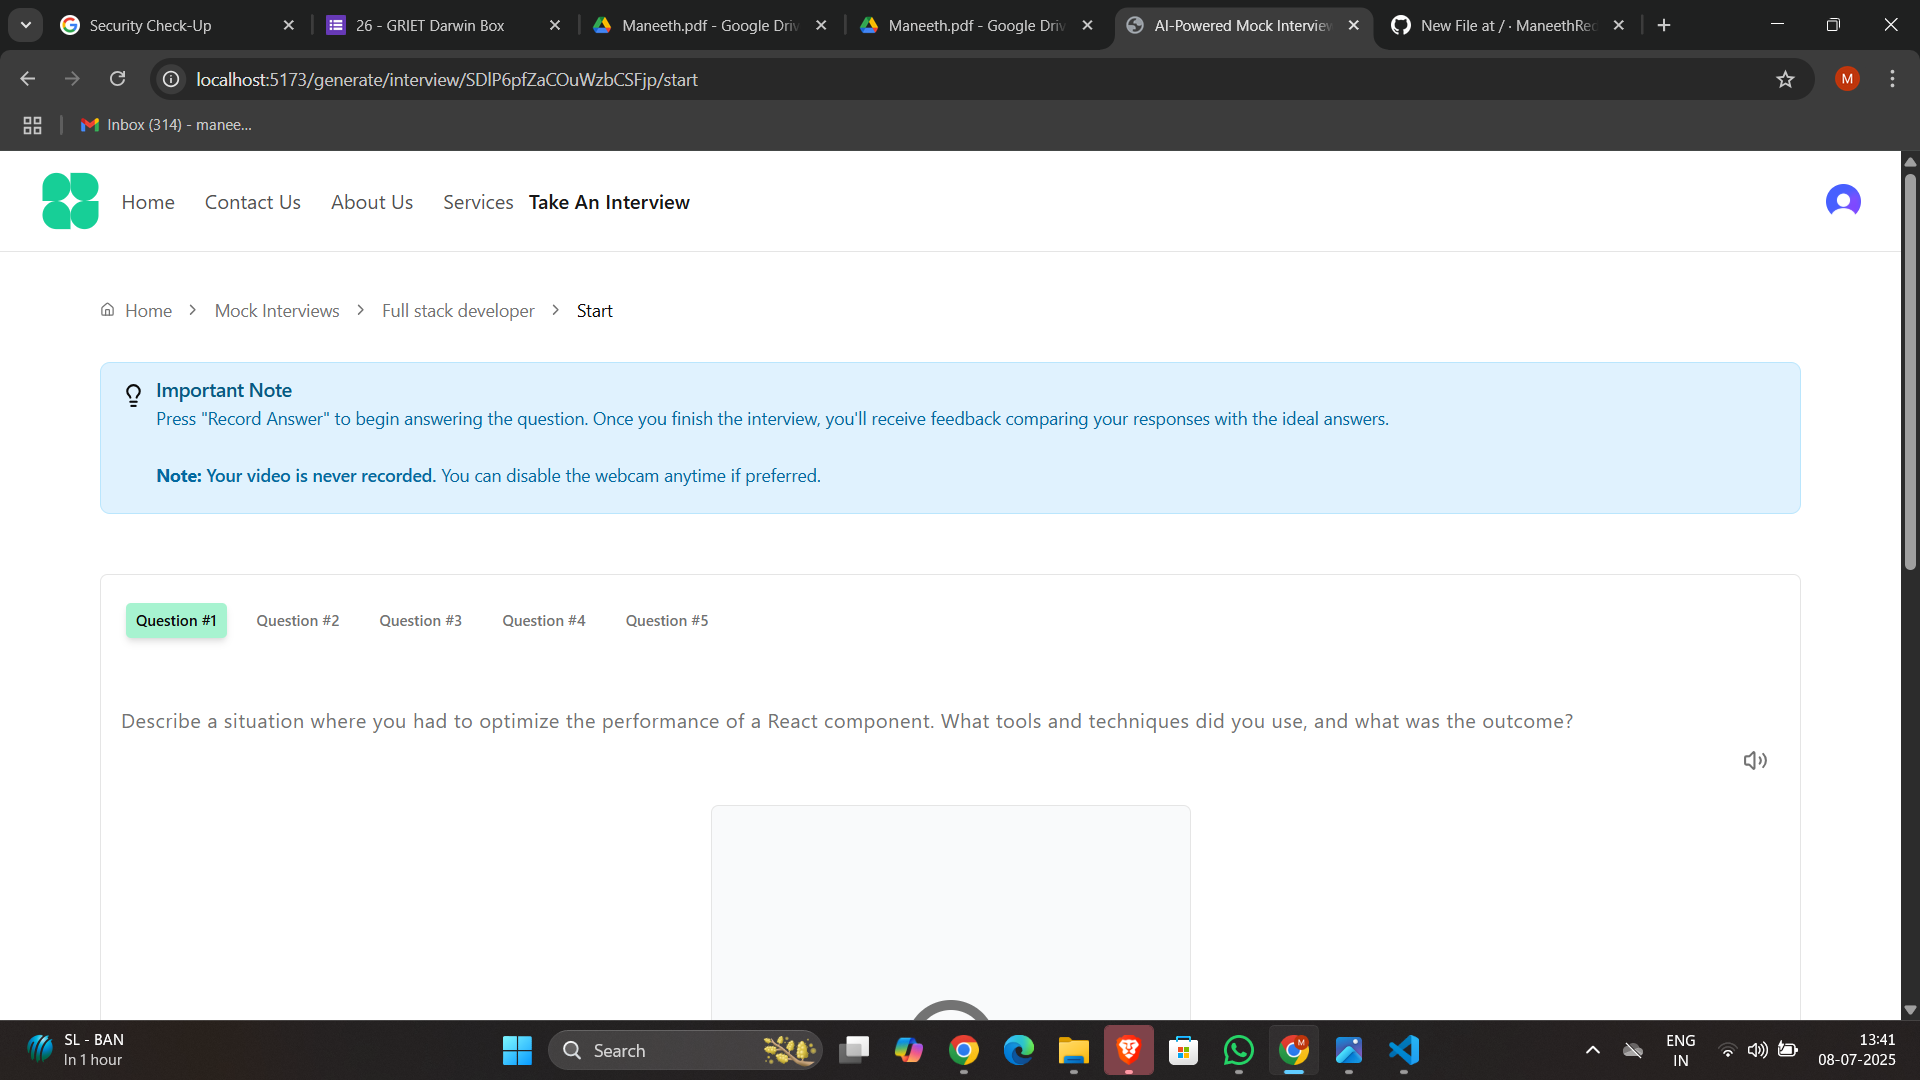 Security Check-Up
26 - GRIET Darwin Box
Maneeth.pdf - Google Driv
Maneeth.pdf - Google Driv
AI-Powered Mock Interview
New File at / · ManeethRed
localhost:5173/generate/interview/SDlP6pfZaCOuWzbCSFjp/start
M
Inbox (314) - manee...
Home
Contact Us
About Us
Services
Take An Interview
Home > Mock Interviews > Full stack developer > Start
Important Note
Press "Record Answer" to begin answering the question. Once you finish the interview, you'll receive feedback comparing your responses with the ideal answers.
Note: Your video is never recorded. You can disable the webcam anytime if preferred.
Question #1
Question #2
Question #3
Question #4
Question #5
Describe a situation where you had to optimize the performance of a React component. What tools and techniques did you use, and what was the outcome?
SL - BAN
In 1 hour
Search
M
ENG
IN
13:41
08-07-2025